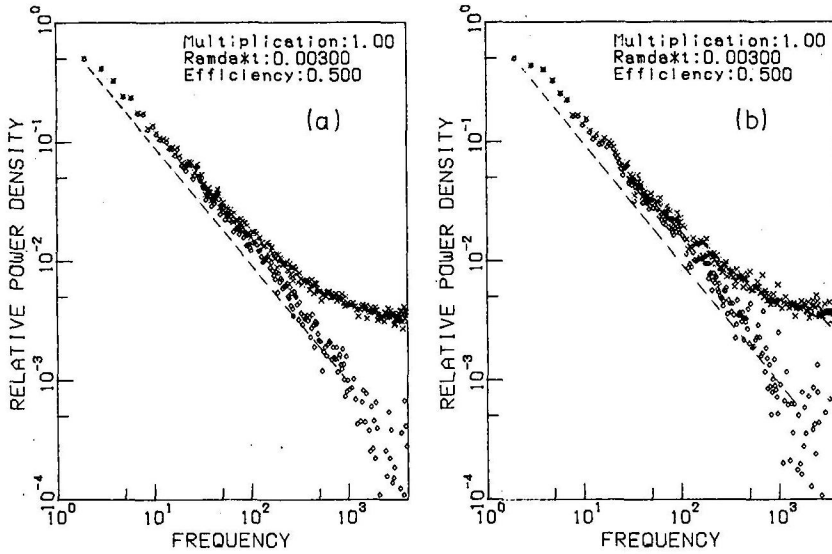 Multiplication:1.00
Ramda*t:0.00300
Efficiency:0.500
(a)
RELATIVE POWER DENSITY
10^0
10^-1
10^-2
10^-3
10^-4
10^0 10^1 10^2 10^3
FREQUENCY
Multiplication:1.00
Ramda*t:0.00300
Efficiency:0.500
(b)
RELATIVE POWER DENSITY
10^0
10^-1
10^-2
10^-3
10^-4
10^0 10^1 10^2 10^3
FREQUENCY